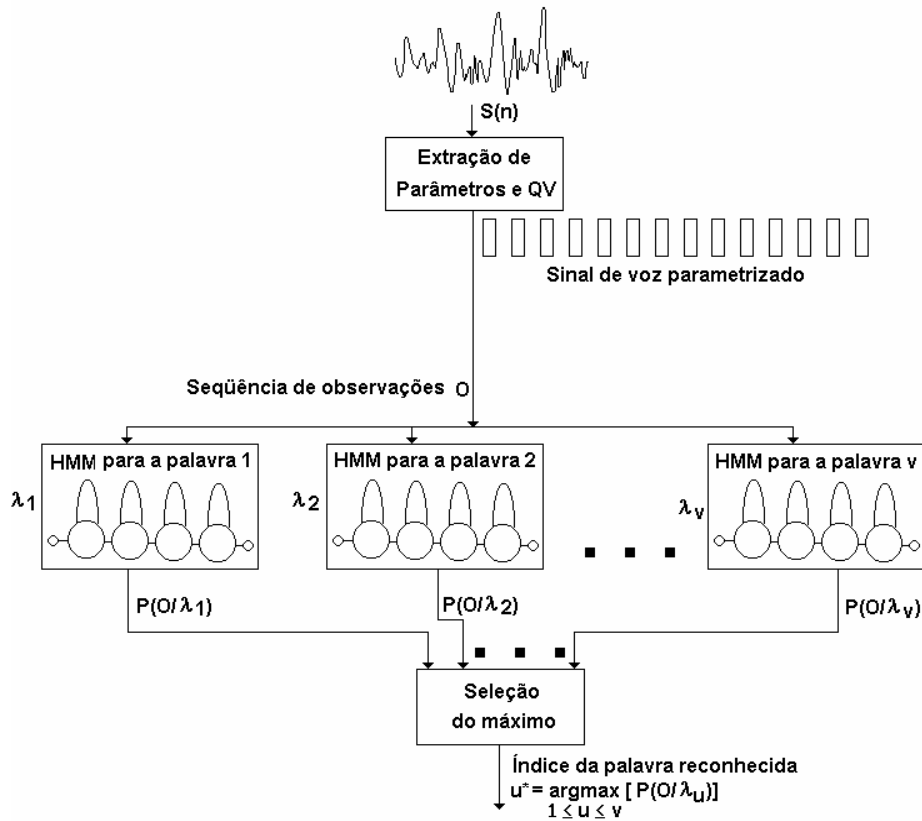 S(n)
Extração de
Parâmetros e QV
Sinal de voz parametrizado
Seqüência de observações O
HMM para a palavra 1
HMM para a palavra 2
HMM para a palavra v
λ1
λ2
λv
P(O/λ1)
P(O/λ2)
P(O/λv)
Seleção
do máximo
Índice da palavra reconhecida
u* = argmax [ P(O/λu)]
1 ≤ u ≤ v